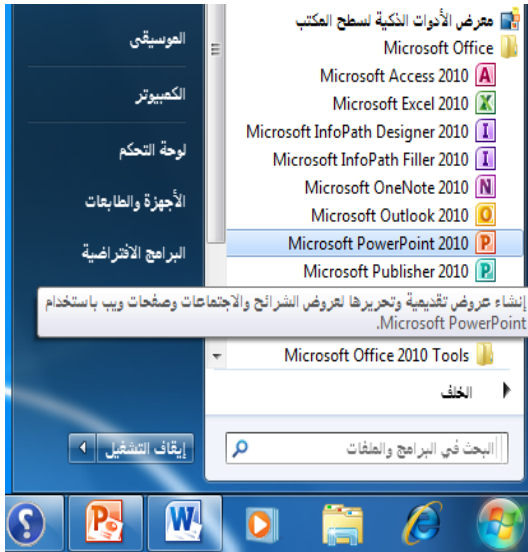 معرض الأدوات الذكية لسطح المكتب
Microsoft Office
Microsoft Access 2010
Microsoft Excel 2010
Microsoft InfoPath Designer 2010
Microsoft InfoPath Filler 2010
Microsoft OneNote 2010
Microsoft Outlook 2010
Microsoft PowerPoint 2010
Microsoft Publisher 2010
إنشاء عروض تقديمية وتحريرها لعروض الشرائح والاجتماعات وصفحات ويب باستخدام
Microsoft PowerPoint.
Microsoft Office 2010 Tools
الخلف
البحث في البرامج والملفات
الموسيقى
الكمبيوتر
لوحة التحكم
الأجهزة والطابعات
البرامج الافتراضية
إيقاف التشغيل